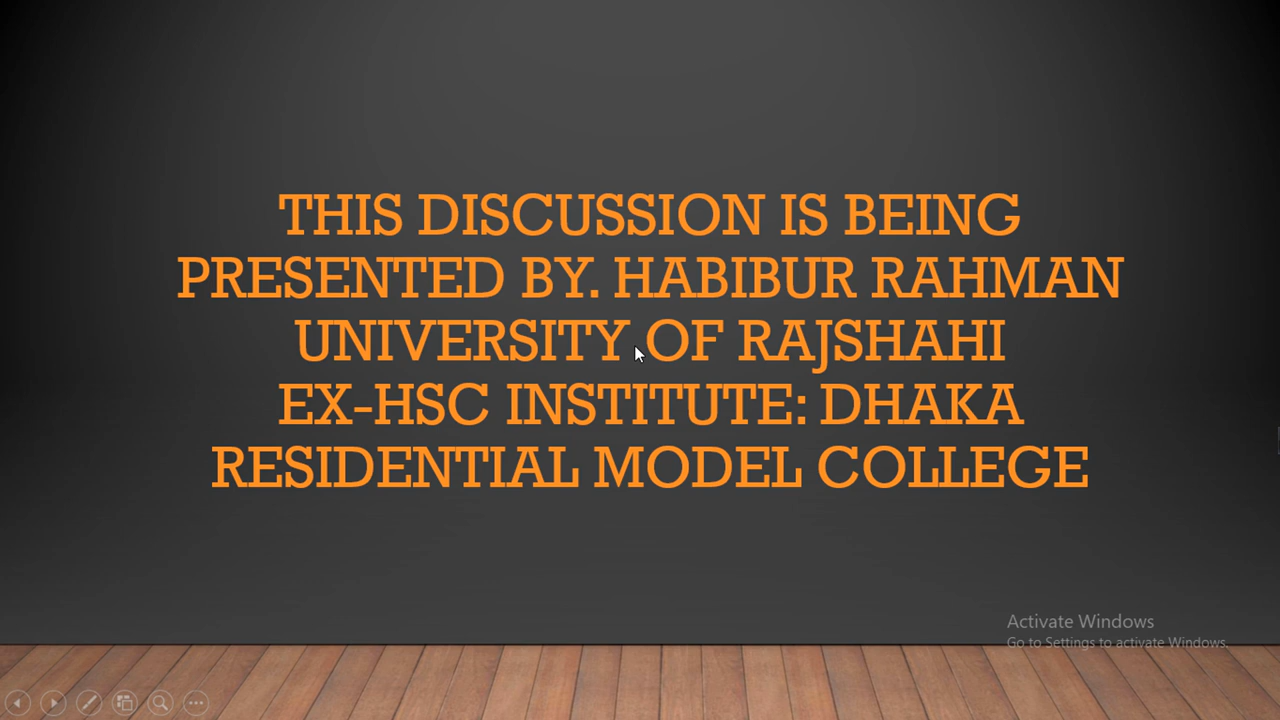 THIS DISCUSSION IS BEING
PRESENTED BY. HABIBUR RAHMAN
UNIVERSITY OF RAJSHAHI
EX-HSC INSTITUTE: DHAKA
RESIDENTIAL MODEL COLLEGE
Activate Windows
Go to Settings to activate Windows.